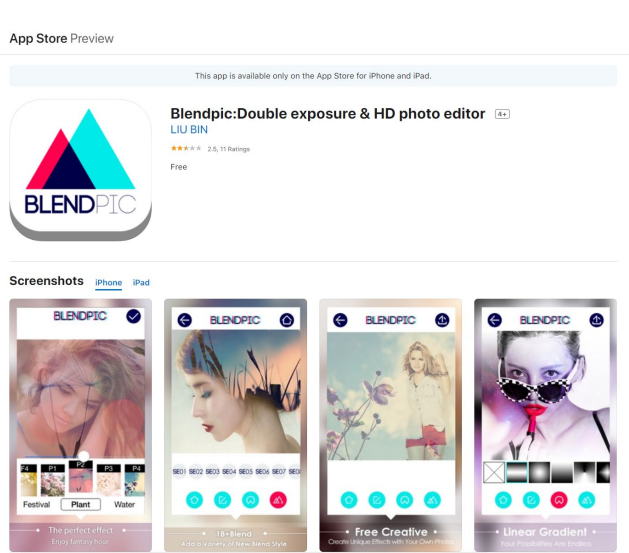 App Store Preview
This app is available only on the App Store for iPhone and iPad.
Blendpic:Double exposure & HD photo editor 4+
LIU BIN
2.5, 11 Ratings
Free
BLENDPIC
Screenshots iPhone iPad
BLENDPIC
F4 P1 P2 P3 P4
Festival Plant Water
The perfect effect
Enjoy fantasy hour
BLENDPIC
SE01 SE02 SE03 SE04 SE05 SE06 SE07 SE0
18+Blend
Add a Variety of New Blend Style
BLENDPIC
Free Creative
Create Unique Effects with Your Own Photos
BLENDPIC
Linear Gradient
Your Possibilities Are Endless